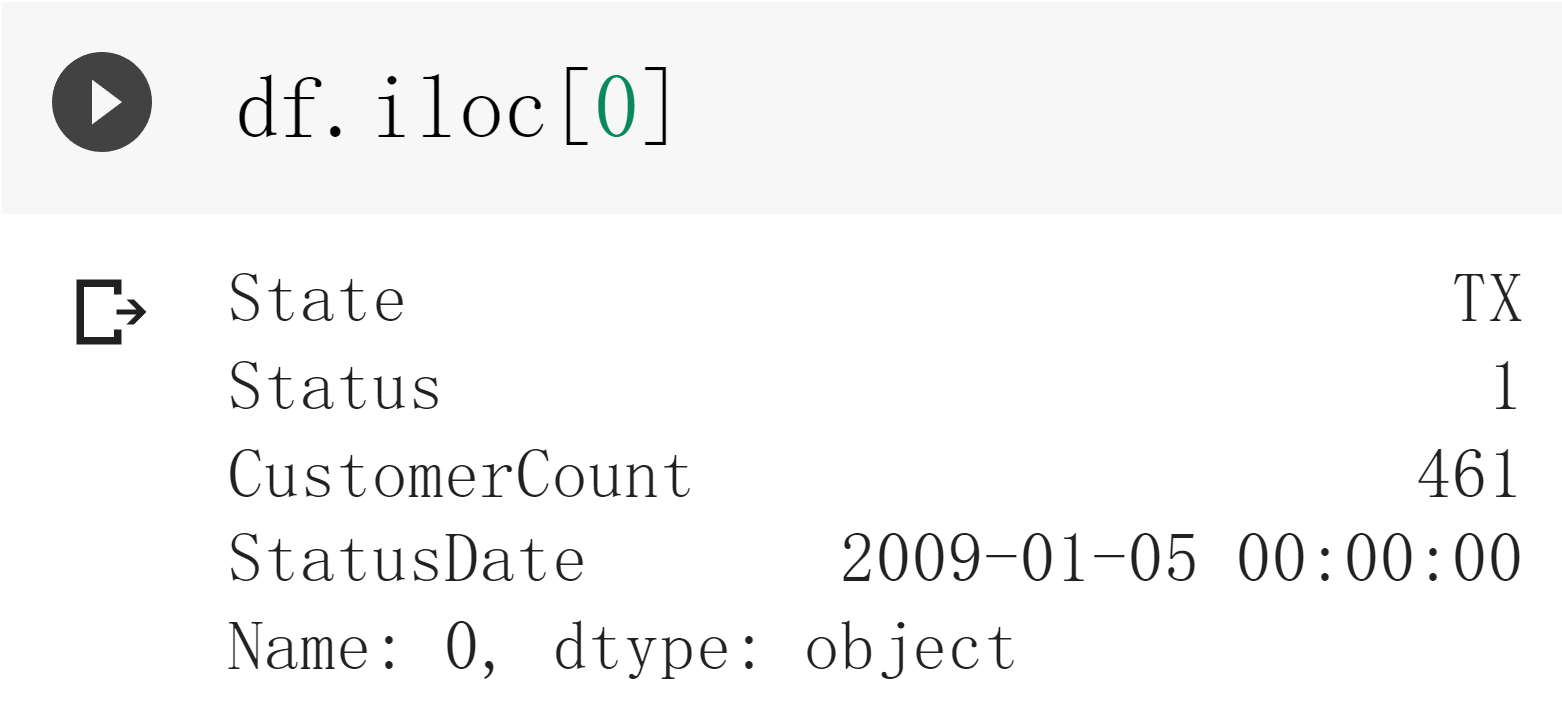 df.iloc[0]
State TX
Status 1
CustomerCount 461
StatusDate 2009-01-05 00:00:00
Name: 0, dtype: object